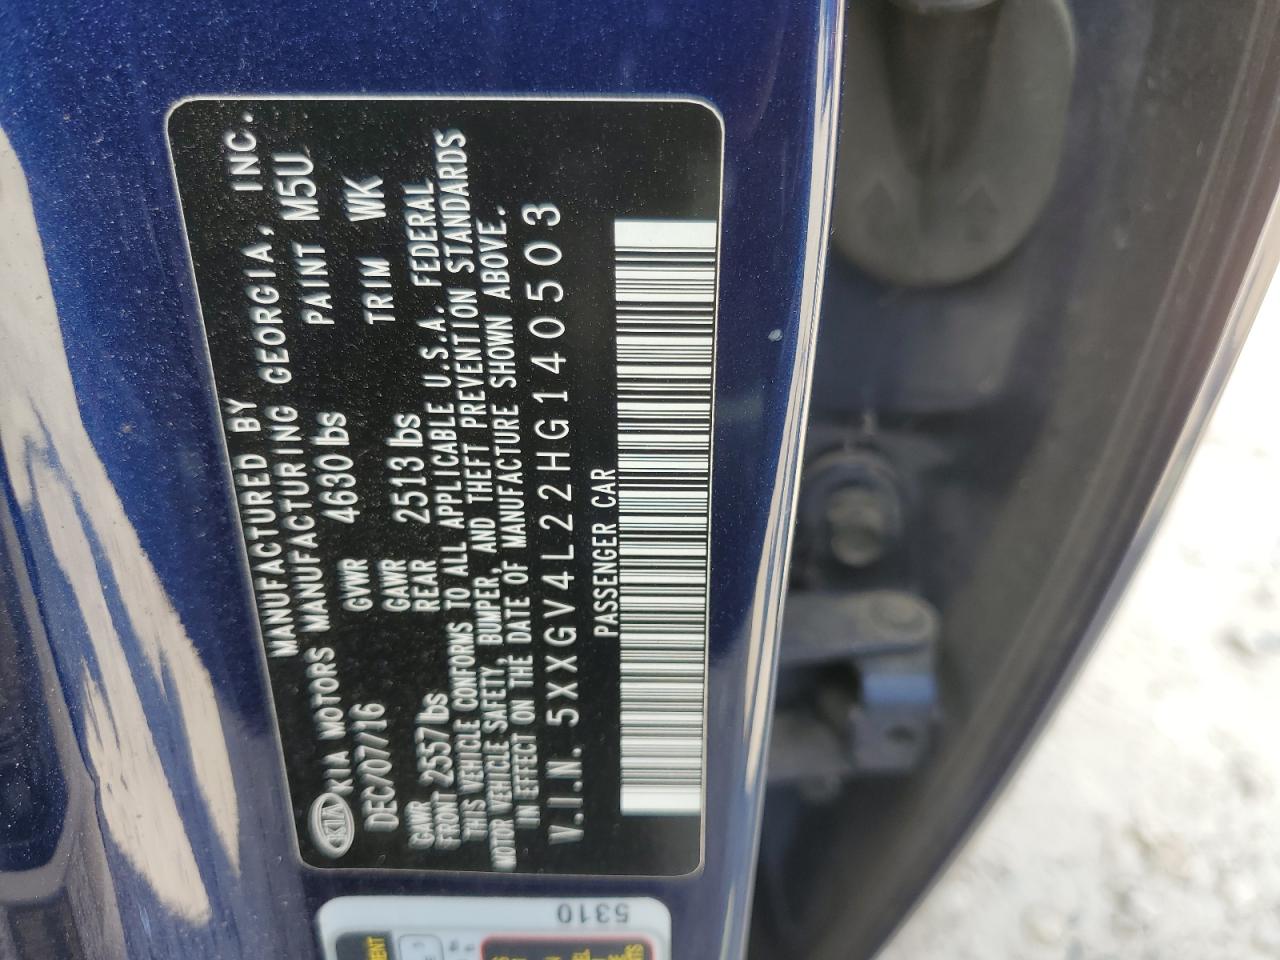 MANUFACTURED BY
KIA KIA MOTORS MANUFACTURING GEORGIA, INC.
DEC/07/16 GVWR 4630 lbs PAINT M5U
GAWR GAWR
FRONT 2557 lbs REAR 2513 lbs TRIM WK
THIS VEHICLE CONFORMS TO ALL APPLICABLE U.S.A. FEDERAL
MOTOR VEHICLE SAFETY, BUMPER, AND THEFT PREVENTION STANDARDS
IN EFFECT ON THE DATE OF MANUFACTURE SHOWN ABOVE.
V.I.N. 5XXGV4L22HG140503
PASSENGER CAR
5310